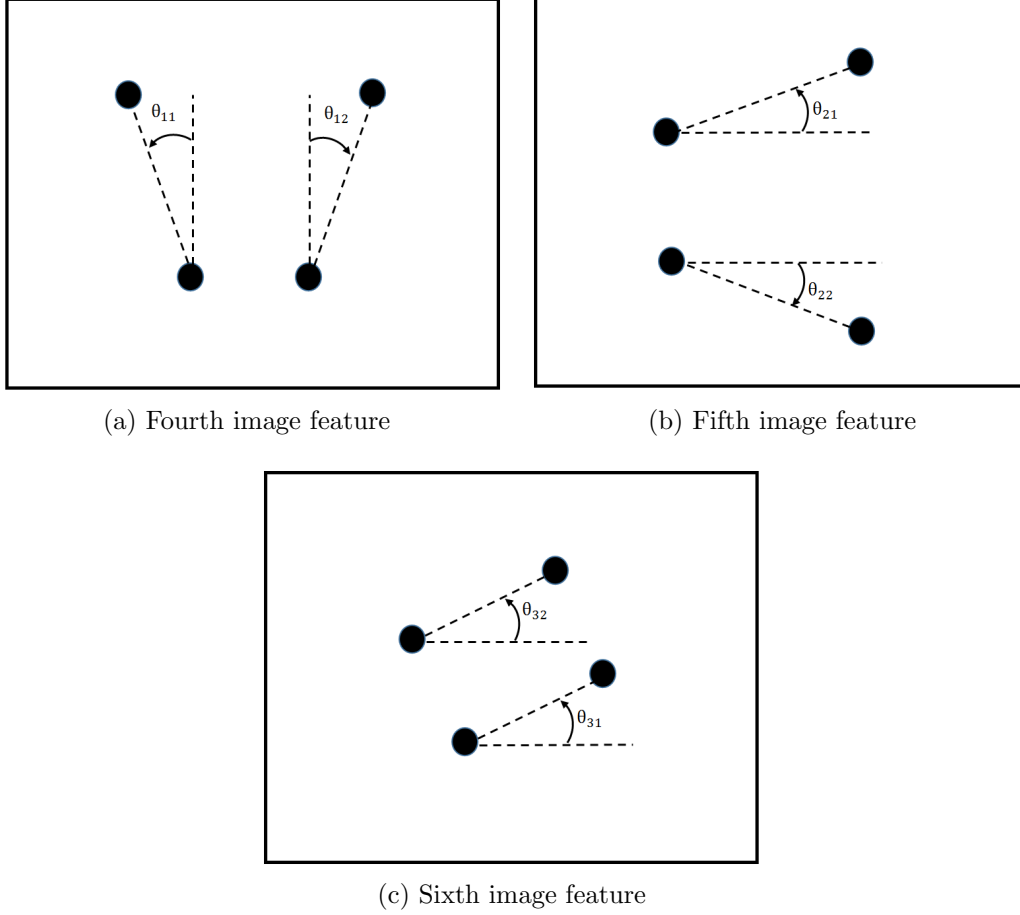 θ11
θ12
(a) Fourth image feature
θ21
θ22
(b) Fifth image feature
θ32
θ31
(c) Sixth image feature